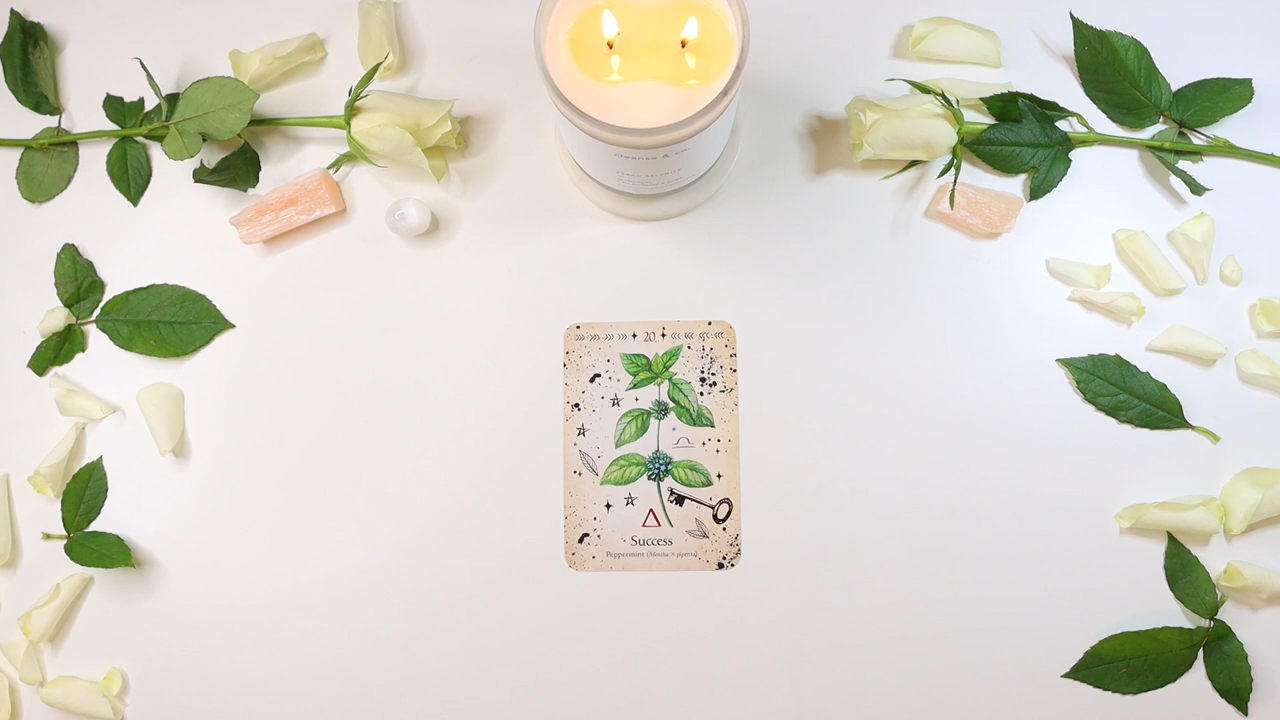 cleanse & co.
20
Success
Peppermint (Mentha × piperita)